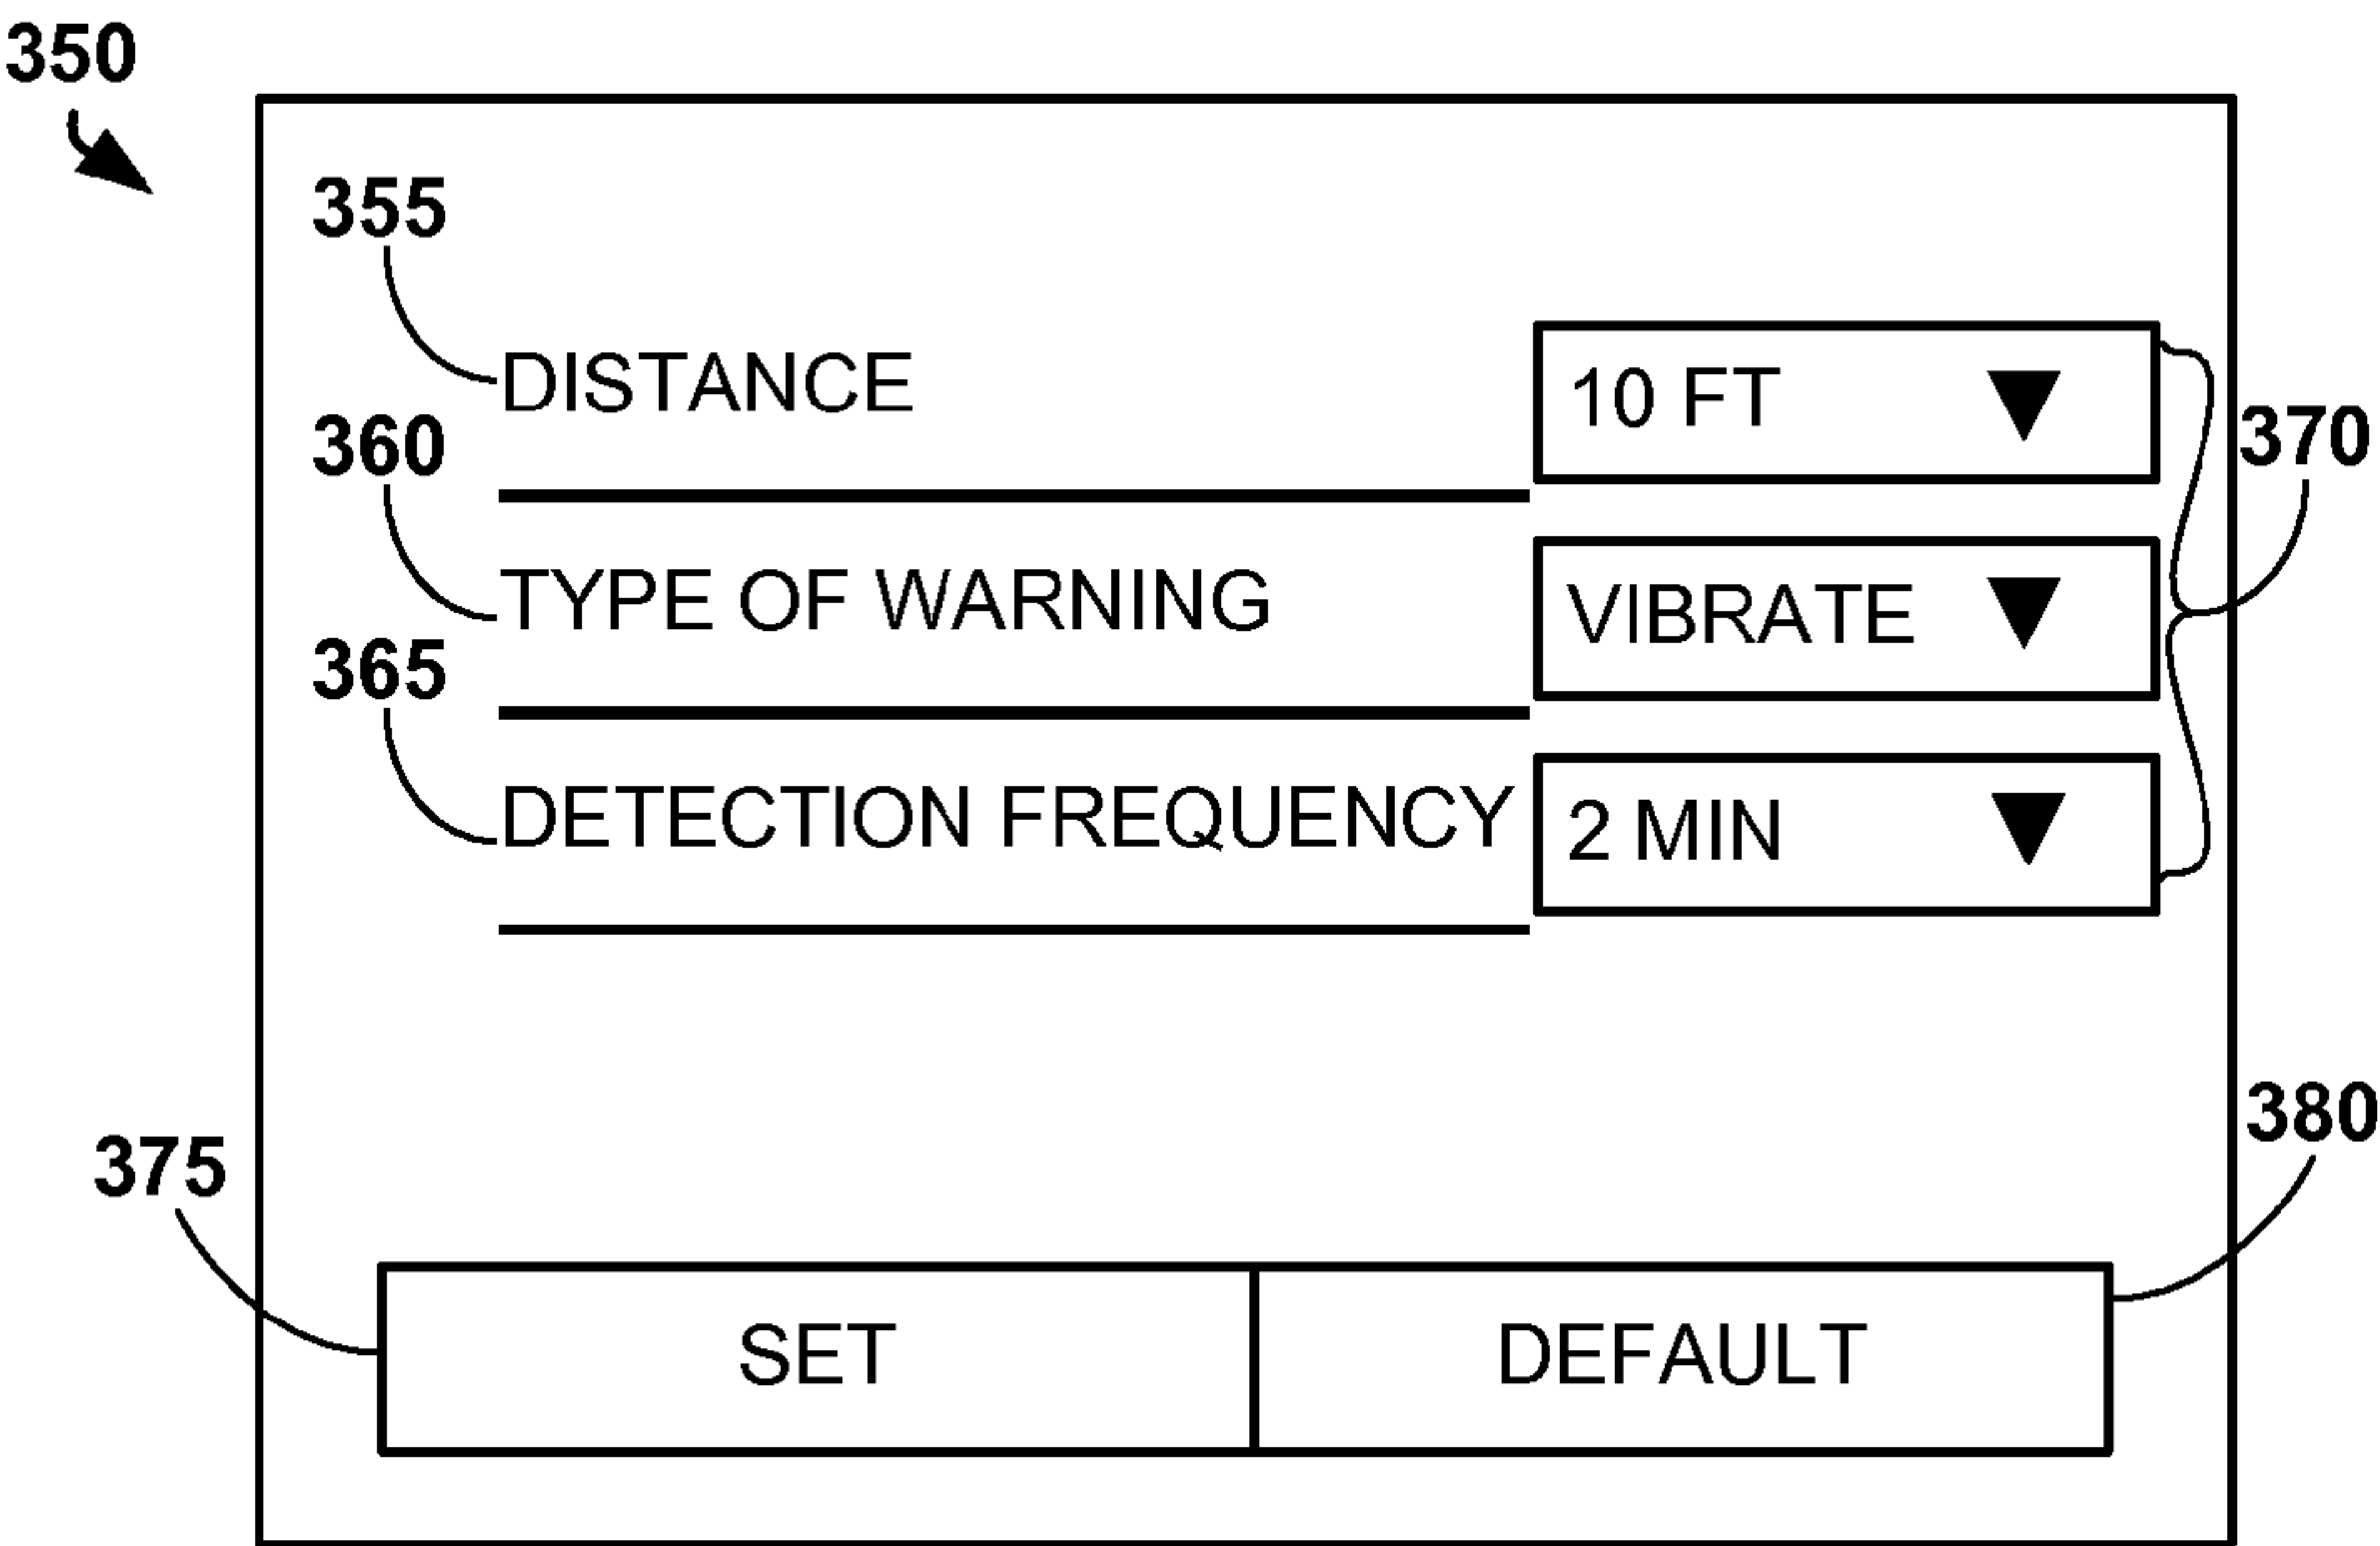 350
355
DISTANCE 10 FT
360
370
TYPE OF WARNING VIBRATE
365
DETECTION FREQUENCY 2 MIN
380
375
SET DEFAULT